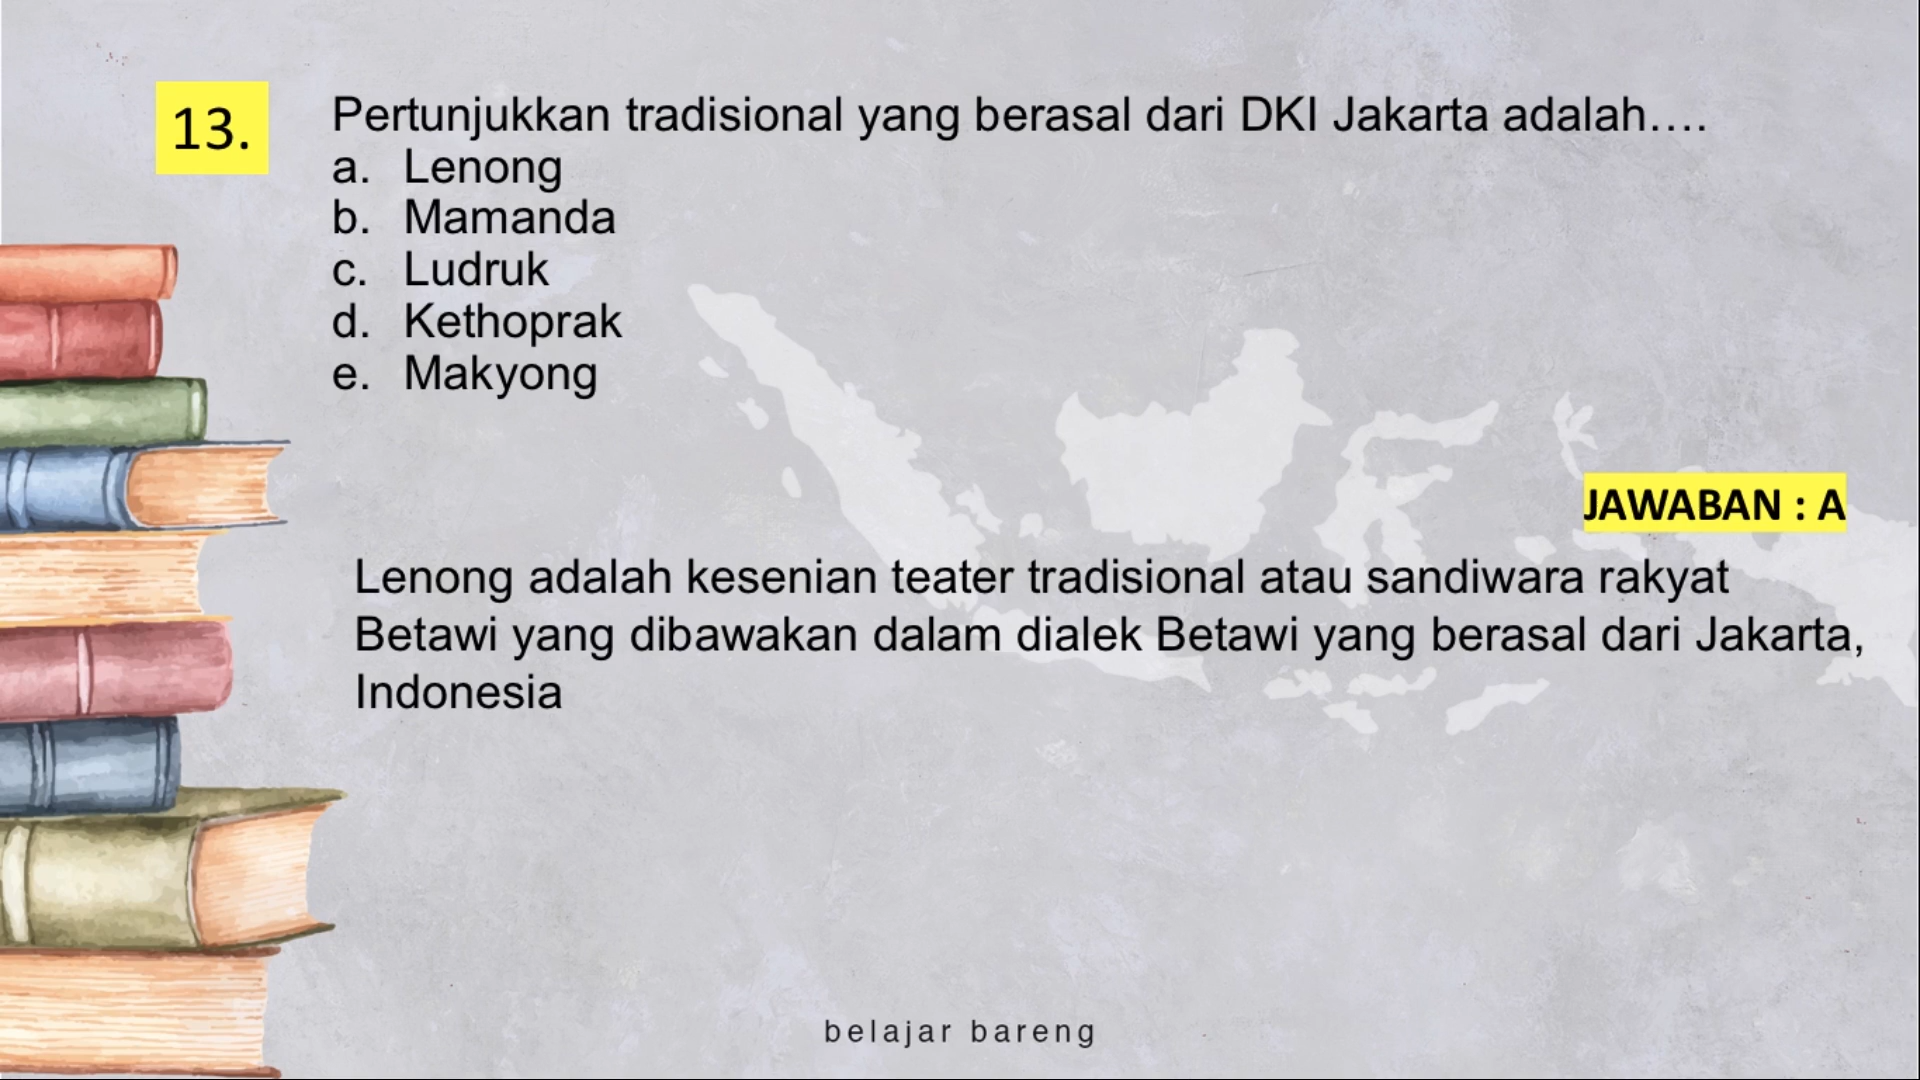 13.
Pertunjukkan tradisional yang berasal dari DKI Jakarta adalah....
a. Lenong
b. Mamanda
c. Ludruk
d. Kethoprak
e. Makyong
JAWABAN : A
Lenong adalah kesenian teater tradisional atau sandiwara rakyat
Betawi yang dibawakan dalam dialek Betawi yang berasal dari Jakarta,
Indonesia
belajar bareng